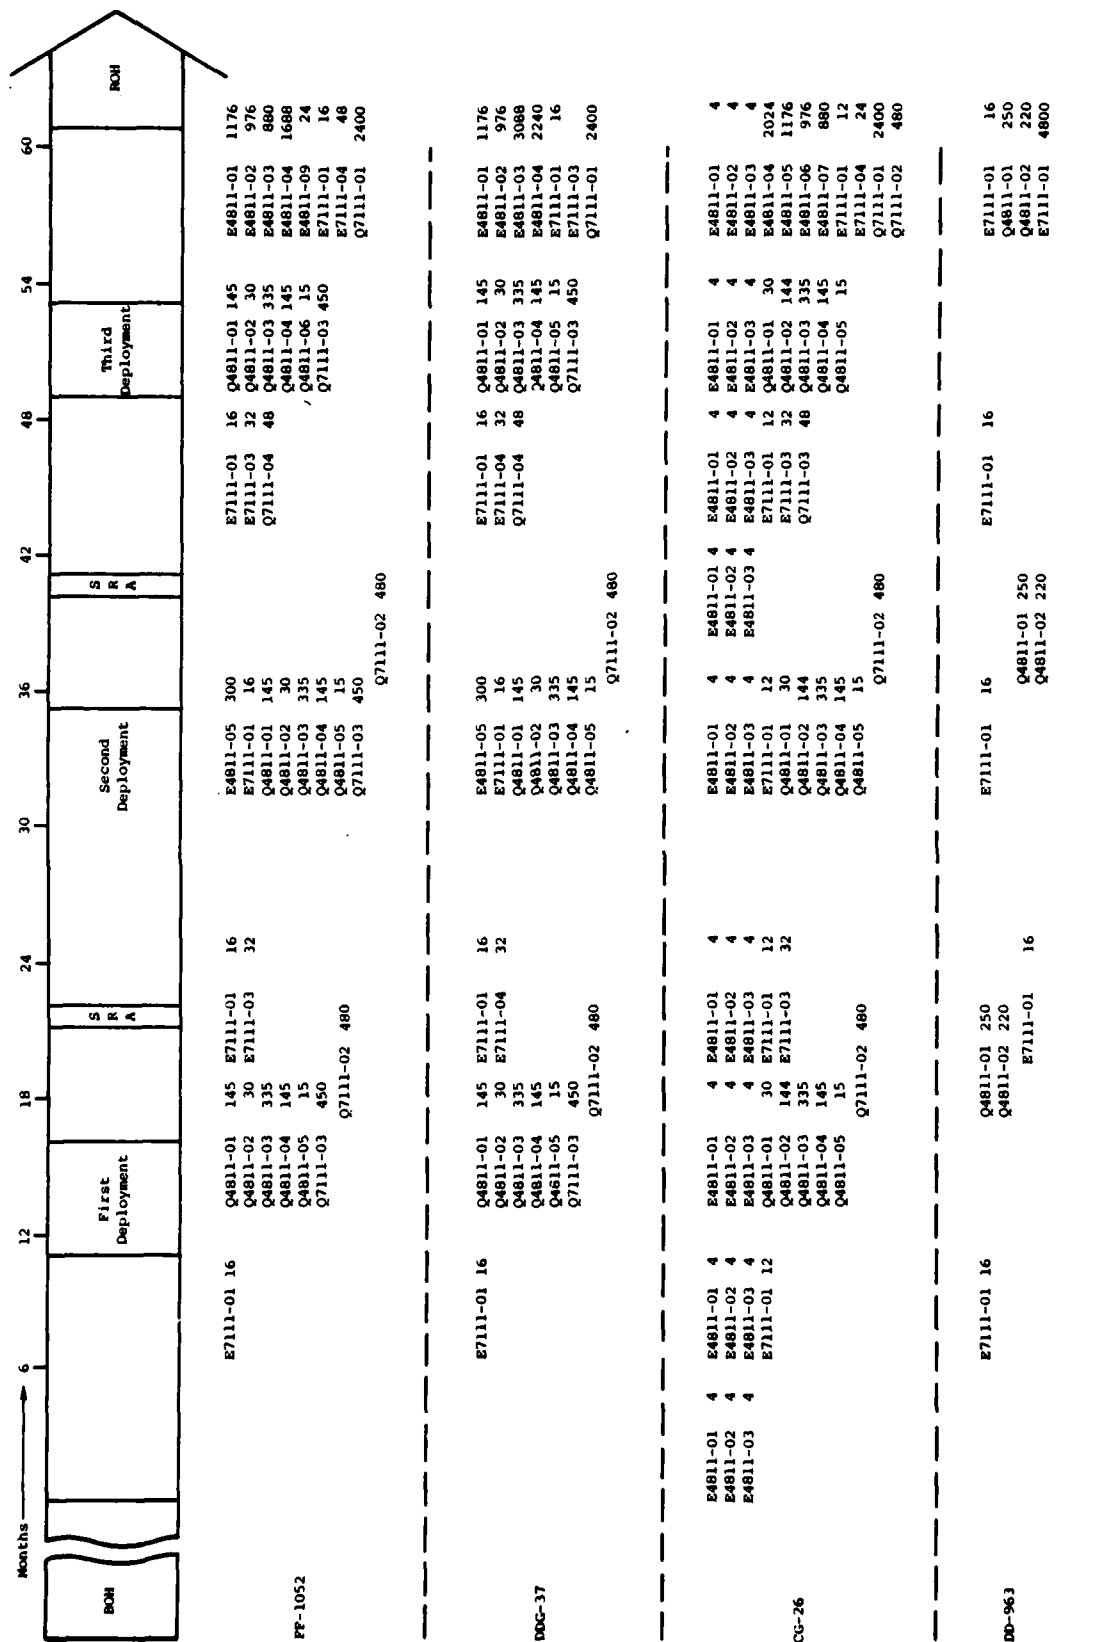 Months 6 12 18 24 30 36 42 48 54 60
BOH First Deployment SRA Second Deployment SRA Third Deployment ROH
FF-1052
E7111-01 16 Q4811-01 145 E7111-01 16 E4811-05 300 E7111-01 16 Q4811-01 145 E4811-01 1176
Q4811-02 30 E7111-03 32 E7111-01 16 E7111-03 32 Q4811-02 30 E4811-02 976
Q4811-03 335 Q4811-01 145 Q7111-04 48 Q4811-03 335 E4811-03 880
Q4811-04 145 Q4811-02 30 Q4811-04 145 E4811-04 1688
Q4811-05 15 Q4811-03 335 Q4811-06 15 E4811-09 24
Q7111-03 450 Q4811-04 145 Q7111-03 450 E7111-01 16
Q7111-02 480 Q4811-05 15 E7111-04 48
Q7111-03 450 Q7111-01 2400
Q7111-02 480
DDG-37
E7111-01 16 Q4811-01 145 E7111-01 16 E4811-05 300 E7111-01 16 Q4811-01 145 E4811-01 1176
Q4811-02 30 E7111-04 32 E7111-01 16 E7111-04 32 Q4811-02 30 E4811-02 976
Q4811-03 335 Q4811-01 145 Q7111-04 48 Q4811-03 335 E4811-03 3088
Q4811-04 145 Q4811-02 30 Q4811-04 145 E4811-04 2240
Q4611-05 15 Q4811-03 335 Q4811-05 15 E7111-01 16
Q7111-03 450 Q4811-04 145 Q7111-03 450 E7111-03
Q7111-02 480 Q4811-05 15 Q7111-01 2400
Q7111-02 480
CG-26
E4811-01 4 E4811-01 4 E4811-01 4 E4811-01 4 E4811-01 4 E4811-01 4 E4811-01 4 E4811-01 4 E4811-01 4
E4811-02 4 E4811-02 4 E4811-02 4 E4811-02 4 E4811-02 4 E4811-02 4 E4811-02 4 E4811-02 4 E4811-02 4
E4811-03 4 E4811-03 4 E4811-03 4 E4811-03 4 E4811-03 4 E4811-03 4 E4811-03 4 E4811-03 4 E4811-03 4
E7111-01 12 Q4811-01 30 E7111-01 12 E7111-01 12 E7111-01 12 Q4811-01 30 E4811-04 2024
Q4811-02 144 E7111-03 32 Q4811-01 30 E7111-03 32 Q4811-02 144 E4811-05 1176
Q4811-03 335 Q4811-02 144 Q7111-03 48 Q4811-03 335 E4811-06 976
Q4811-04 145 Q4811-03 335 Q4811-04 145 E4811-07 880
Q4811-05 15 Q4811-04 145 Q4811-05 15 E7111-01 12
Q7111-02 480 Q4811-05 15 E7111-04 24
Q7111-02 480 Q7111-01 2400
Q7111-02 480
DD-963
E7111-01 16 Q4811-01 250 E7111-01 16 E7111-01 16 E7111-01 16
Q4811-02 220 Q4811-01 250
E7111-01 16 Q4811-01 250 Q4811-02 220
Q4811-02 220 E7111-01 4800